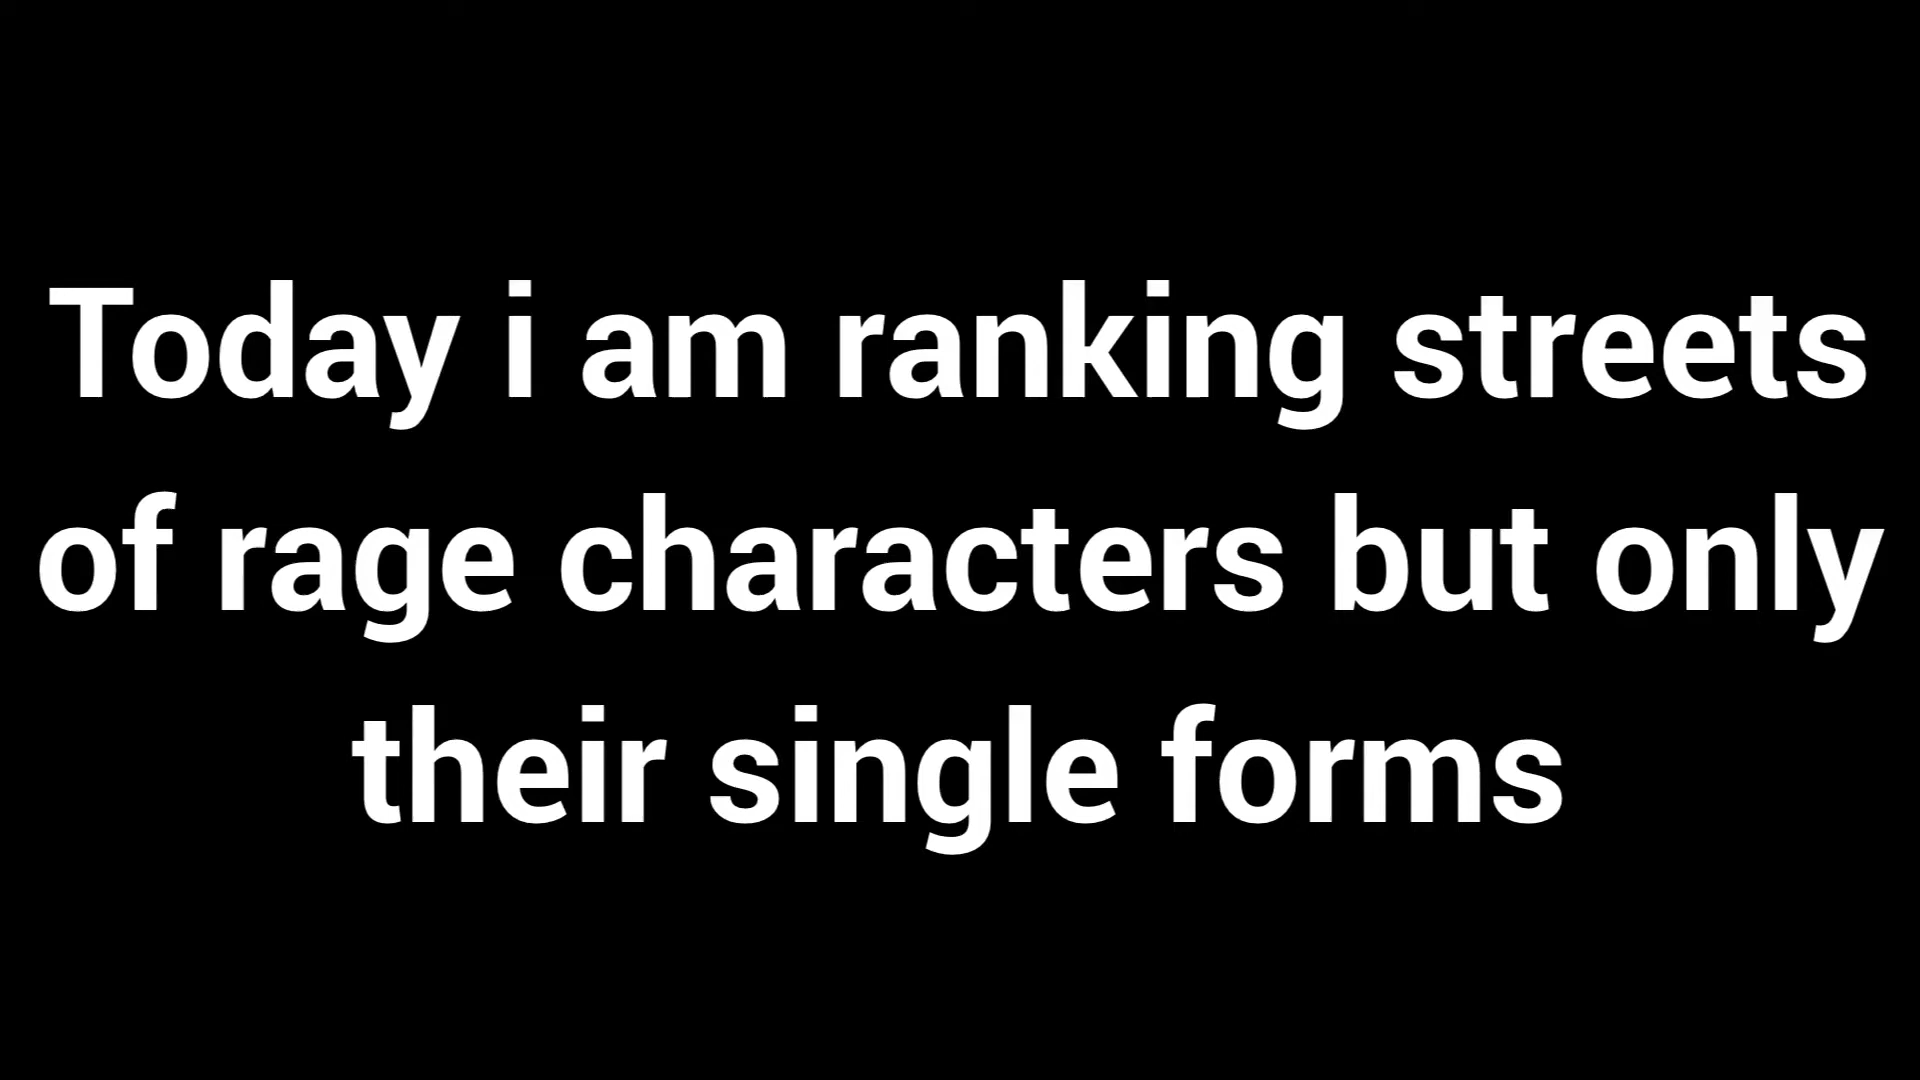 Today i am ranking streets
of rage characters but only
their single forms